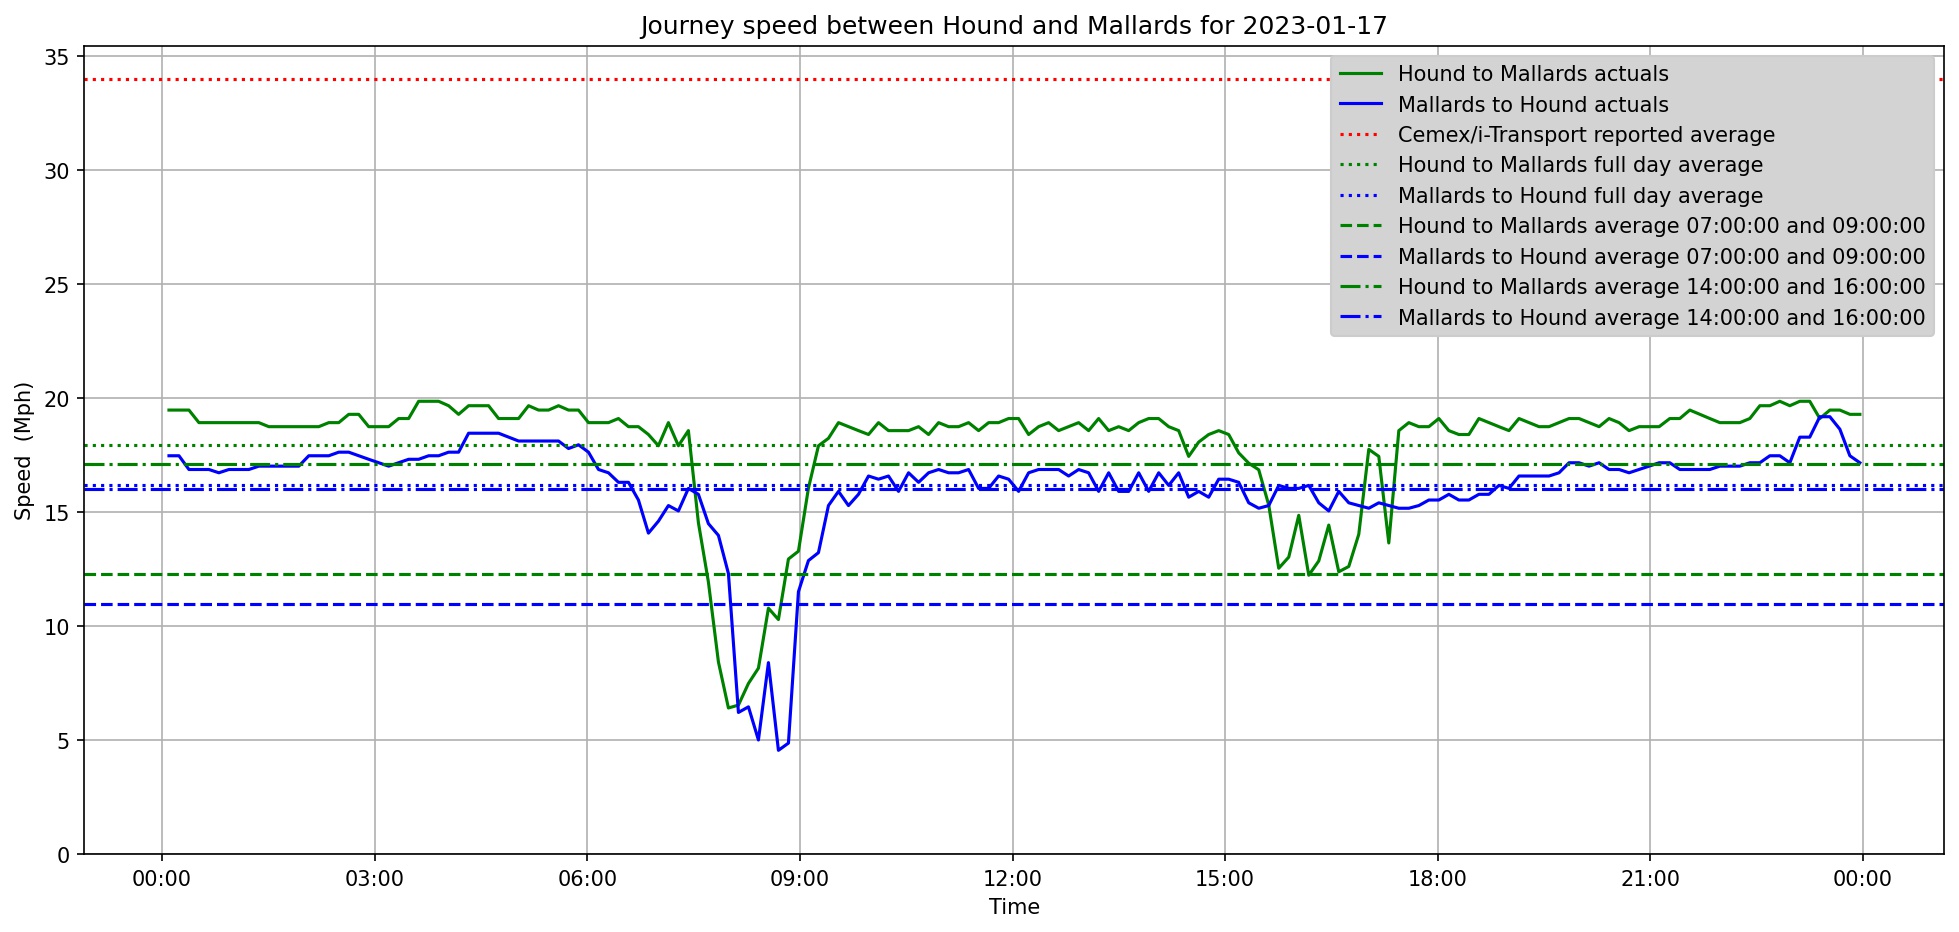 Journey speed between Hound and Mallards for 2023-01-17
35
30
25
20
15
10
5
0
Speed (Mph)
Hound to Mallards actuals
Mallards to Hound actuals
Cemex/i-Transport reported average
Hound to Mallards full day average
Mallards to Hound full day average
Hound to Mallards average 07:00:00 and 09:00:00
Mallards to Hound average 07:00:00 and 09:00:00
Hound to Mallards average 14:00:00 and 16:00:00
Mallards to Hound average 14:00:00 and 16:00:00
00:00 03:00 06:00 09:00 12:00 15:00 18:00 21:00 00:00
Time